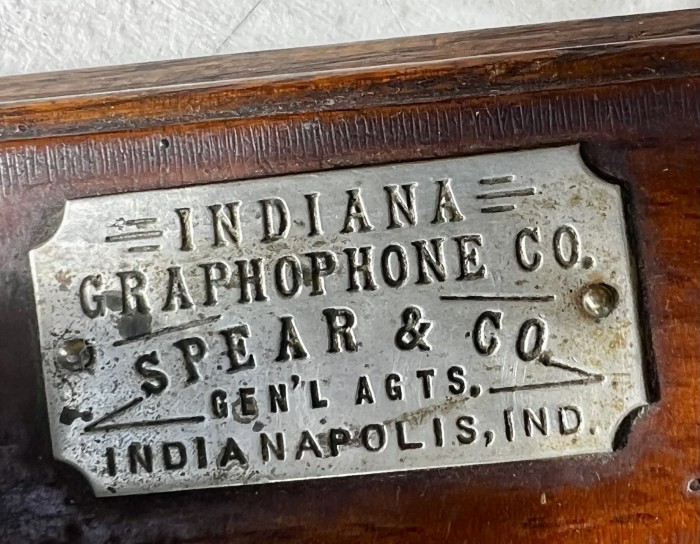 INDIANA
GRAPHOPHONE CO.
SPEAR & CO.
GEN'L AGTS.
INDIANAPOLIS, IND.